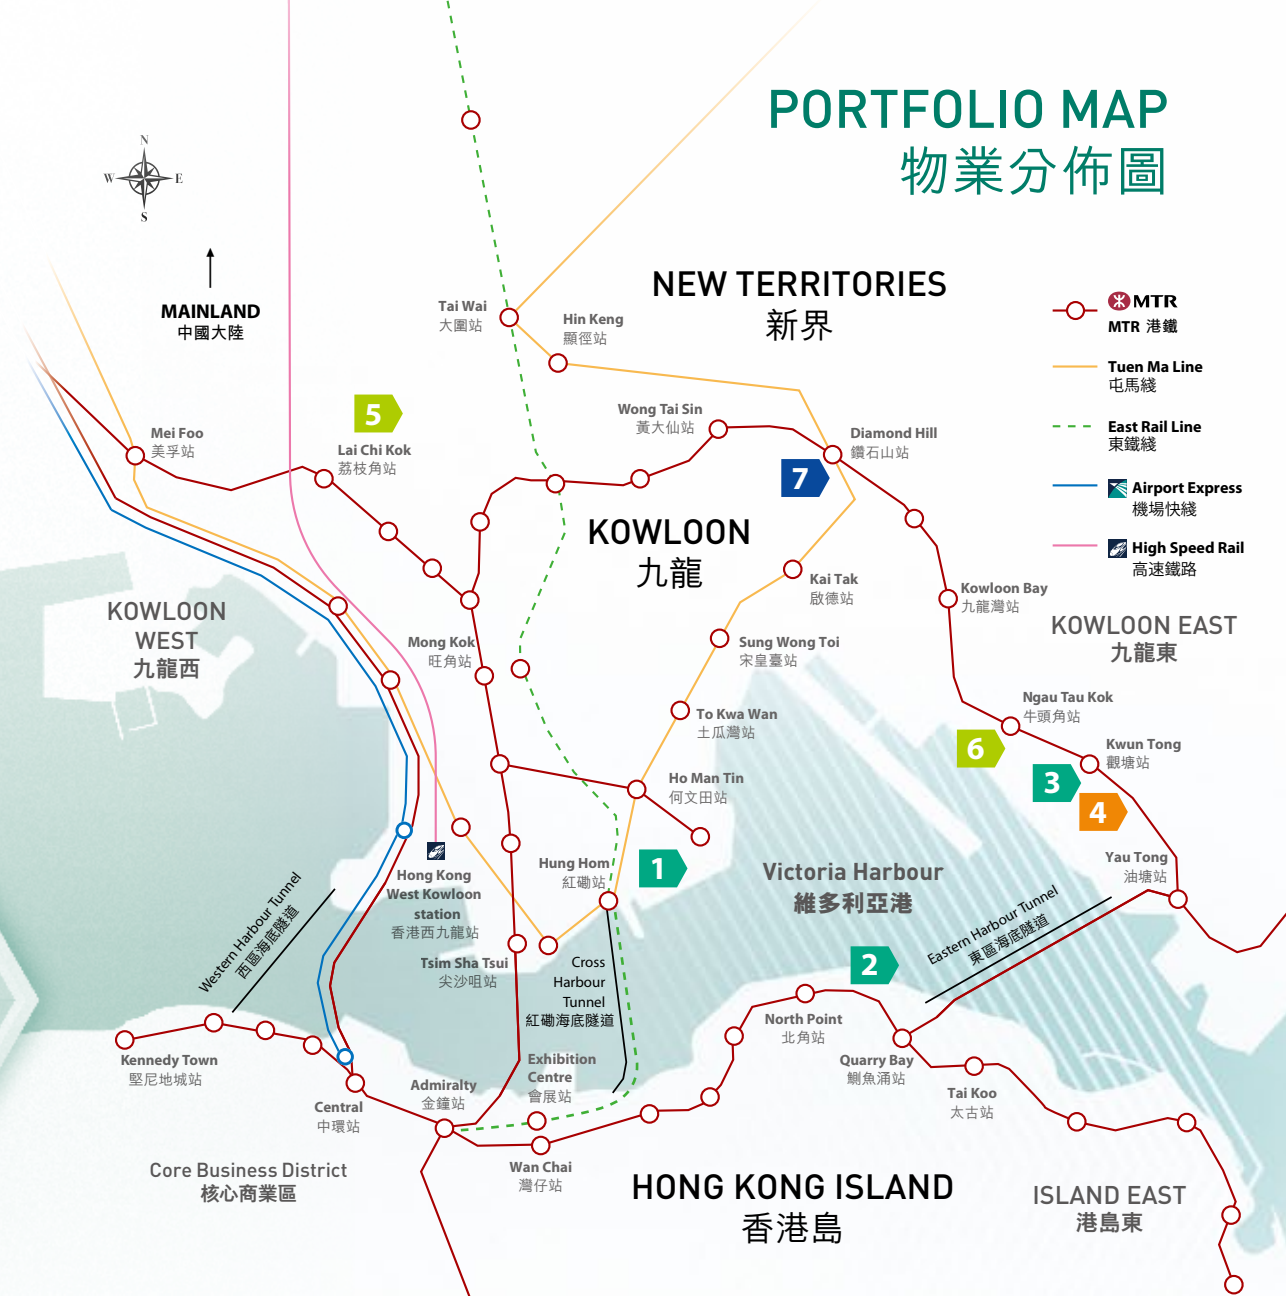 PORTFOLIO MAP
物業分佈圖
N
W
E
S
MAINLAND
中國大陸
NEW TERRITORIES
新界
MTR
MTR 港鐵
Tuen Ma Line
屯馬綫
East Rail Line
東鐵綫
Airport Express
機場快綫
High Speed Rail
高速鐵路
Tai Wai
大圍站
Hin Keng
顯徑站
5
Mei Foo
美孚站
Lai Chi Kok
荔枝角站
Wong Tai Sin
黃大仙站
Diamond Hill
鑽石山站
7
KOWLOON
九龍
Kai Tak
啟德站
Kowloon Bay
九龍灣站
KOWLOON
WEST
九龍西
KOWLOON EAST
九龍東
Mong Kok
旺角站
Sung Wong Toi
宋皇臺站
To Kwa Wan
土瓜灣站
Ngau Tau Kok
牛頭角站
6
Kwun Tong
觀塘站
3
4
Ho Man Tin
何文田站
Hung Hom
紅磡站
1
Victoria Harbour
維多利亞港
Yau Tong
油塘站
Hong Kong
West Kowloon
station
香港西九龍站
Western Harbour Tunnel
西區海底隧道
Eastern Harbour Tunnel
東區海底隧道
Tsim Sha Tsui
尖沙咀站
Cross
Harbour
Tunnel
紅磡海底隧道
2
North Point
北角站
Kennedy Town
堅尼地城站
Exhibition
Centre
會展站
Quarry Bay
鰂魚涌站
Admiralty
金鐘站
Tai Koo
太古站
Central
中環站
Wan Chai
灣仔站
Core Business District
核心商業區
HONG KONG ISLAND
香港島
ISLAND EAST
港島東